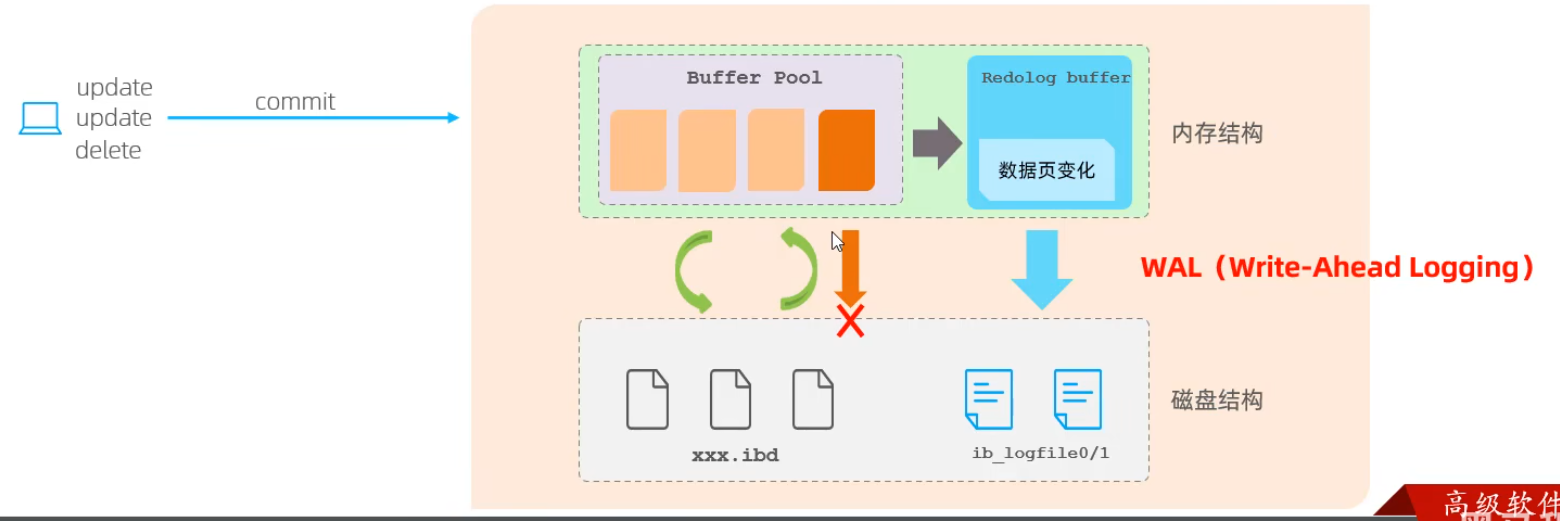 update
update
delete
commit
Buffer Pool
Redolog buffer
数据页变化
内存结构
WAL（Write-Ahead Logging）
xxx.ibd
ib_logfile0/1
磁盘结构
高级软件